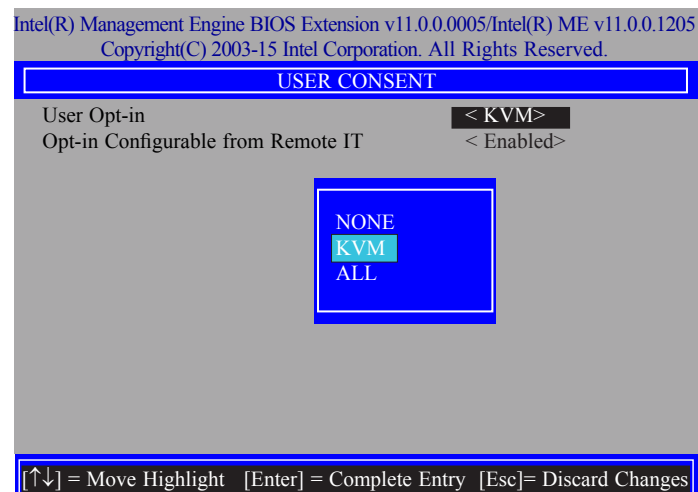 Intel(R) Management Engine BIOS Extension v11.0.0.0005/Intel(R) ME v11.0.0.1205
Copyright(C) 2003-15 Intel Corporation. All Rights Reserved.
USER CONSENT
User Opt-in < KVM>
Opt-in Configurable from Remote IT < Enabled>
NONE
KVM
ALL
[↑↓] = Move Highlight [Enter] = Complete Entry [Esc]= Discard Changes